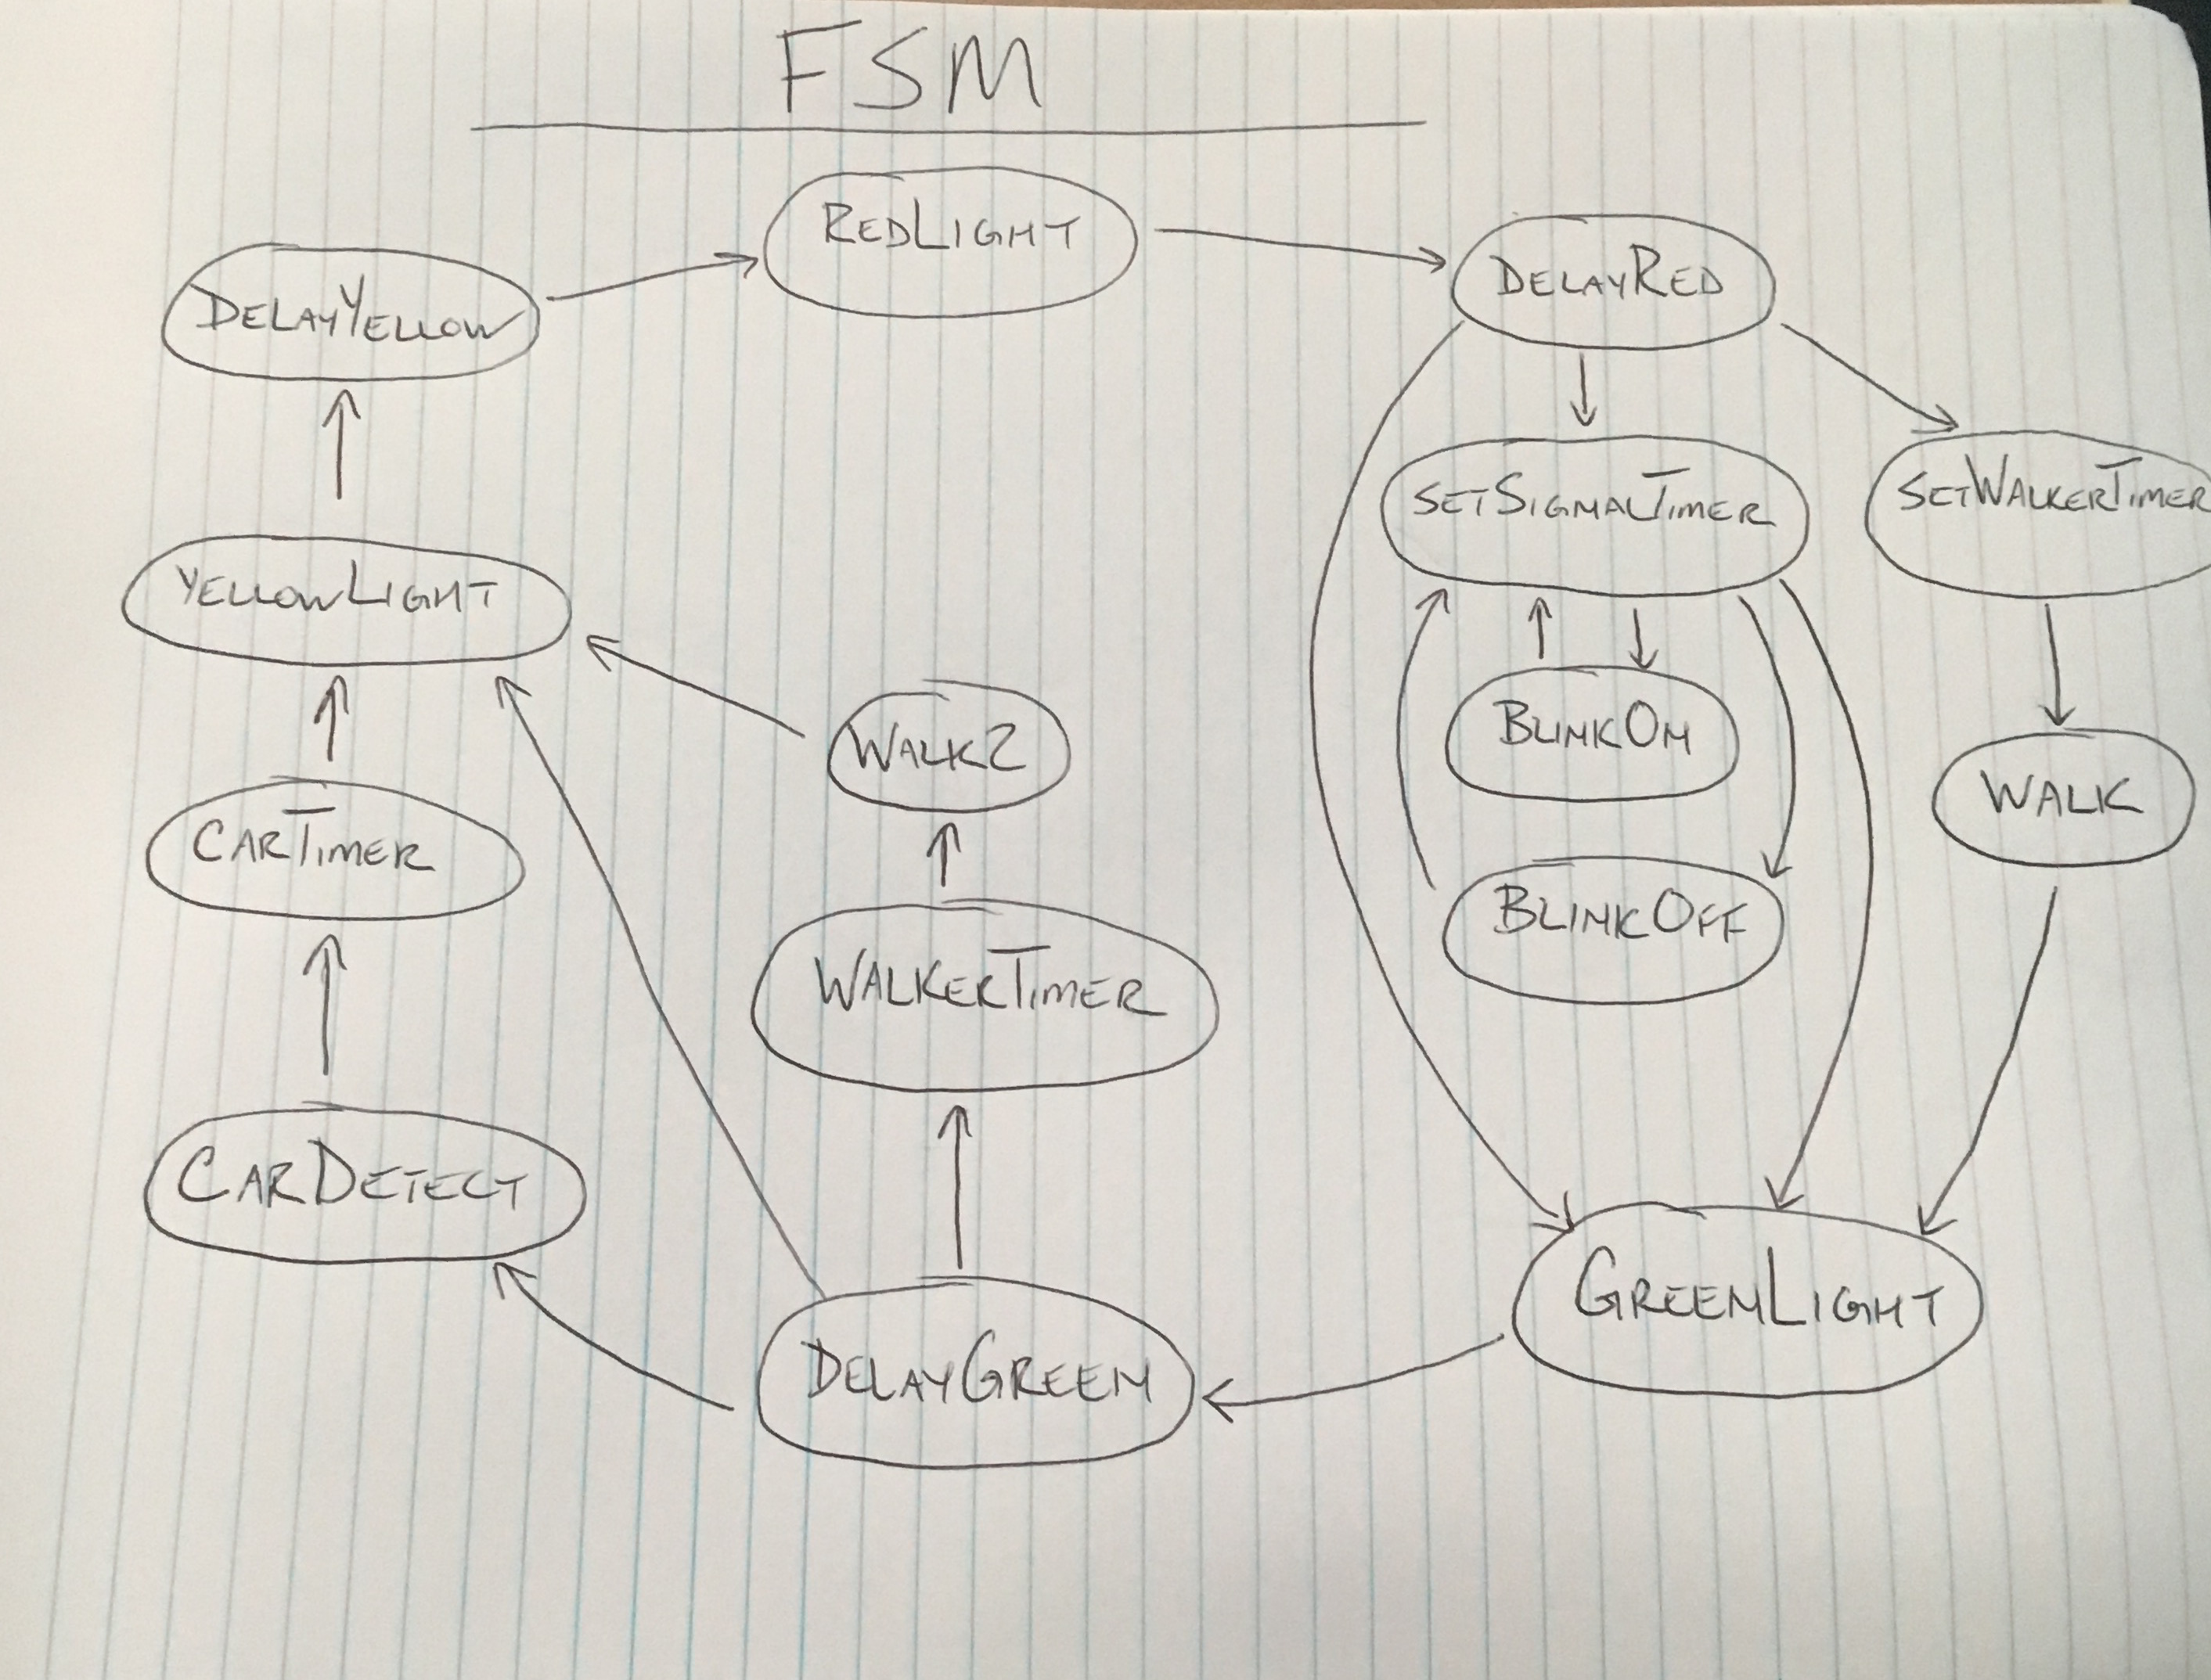 FSM
REDLIGHT
DELAYRED
DELAYYELLOW
SETSIGNALTIMER
SETWALKERTIMER
YELLOWLIGHT
BLINKON
WALK2
WALK
CARTIMER
BLINKOFF
WALKERTIMER
CARDETECT
GREENLIGHT
DELAYGREEN